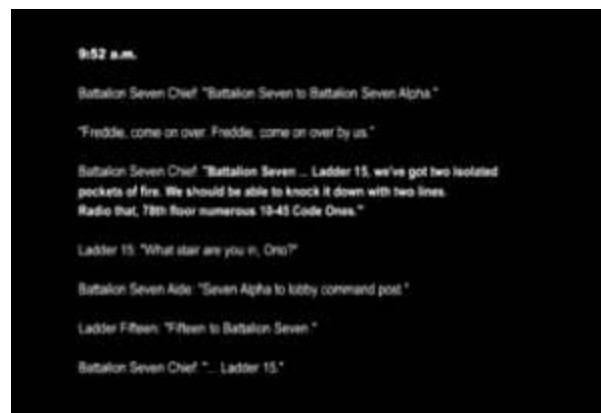 9:52 a.m.
Battalion Seven Chief: "Battalion Seven to Battalion Seven Alpha."
"Freddie, come on over. Freddie, come on over by us."
Battalion Seven Chief: "Battalion Seven ... Ladder 15, we've got two isolated
pockets of fire. We should be able to knock it down with two lines.
Radio that, 78th floor numerous 10-45 Code Ones."
Ladder 15: "What stair are you in, Orio?"
Battalion Seven Aide: "Seven Alpha to lobby command post."
Ladder Fifteen: "Fifteen to Battalion Seven."
Battalion Seven Chief: "... Ladder 15."